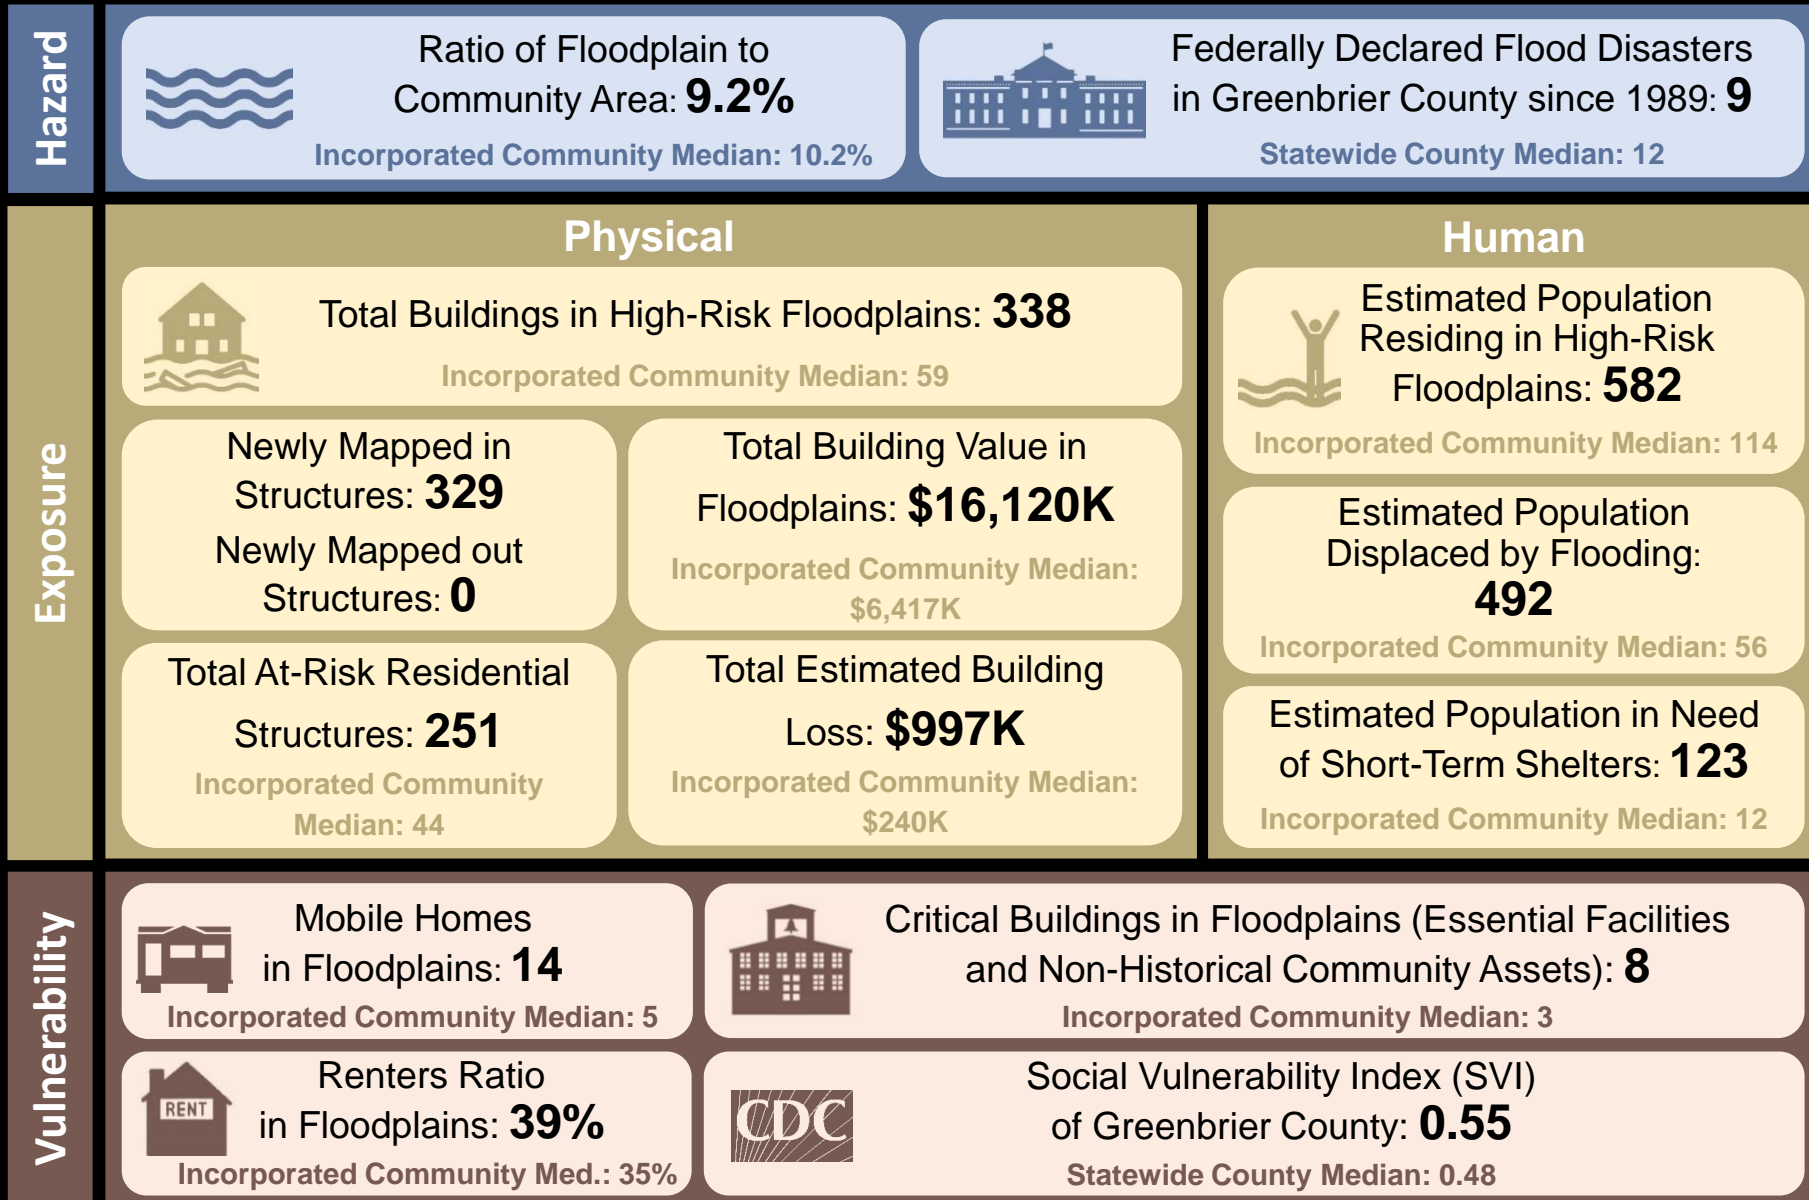 Hazard
Ratio of Floodplain to
Community Area: 9.2%
Incorporated Community Median: 10.2%
Federally Declared Flood Disasters
in Greenbrier County since 1989: 9
Statewide County Median: 12
Exposure
Physical
Total Buildings in High-Risk Floodplains: 338
Incorporated Community Median: 59
Newly Mapped in
Structures: 329
Newly Mapped out
Structures: 0
Total Building Value in
Floodplains: $16,120K
Incorporated Community Median:
$6,417K
Total At-Risk Residential
Structures: 251
Incorporated Community
Median: 44
Total Estimated Building
Loss: $997K
Incorporated Community Median:
$240K
Human
Estimated Population
Residing in High-Risk
Floodplains: 582
Incorporated Community Median: 114
Estimated Population
Displaced by Flooding:
492
Incorporated Community Median: 56
Estimated Population in Need
of Short-Term Shelters: 123
Incorporated Community Median: 12
Vulnerability
Mobile Homes
in Floodplains: 14
Incorporated Community Median: 5
Critical Buildings in Floodplains (Essential Facilities
and Non-Historical Community Assets): 8
Incorporated Community Median: 3
RENT
Renters Ratio
in Floodplains: 39%
Incorporated Community Med.: 35%
CDC
Social Vulnerability Index (SVI)
of Greenbrier County: 0.55
Statewide County Median: 0.48